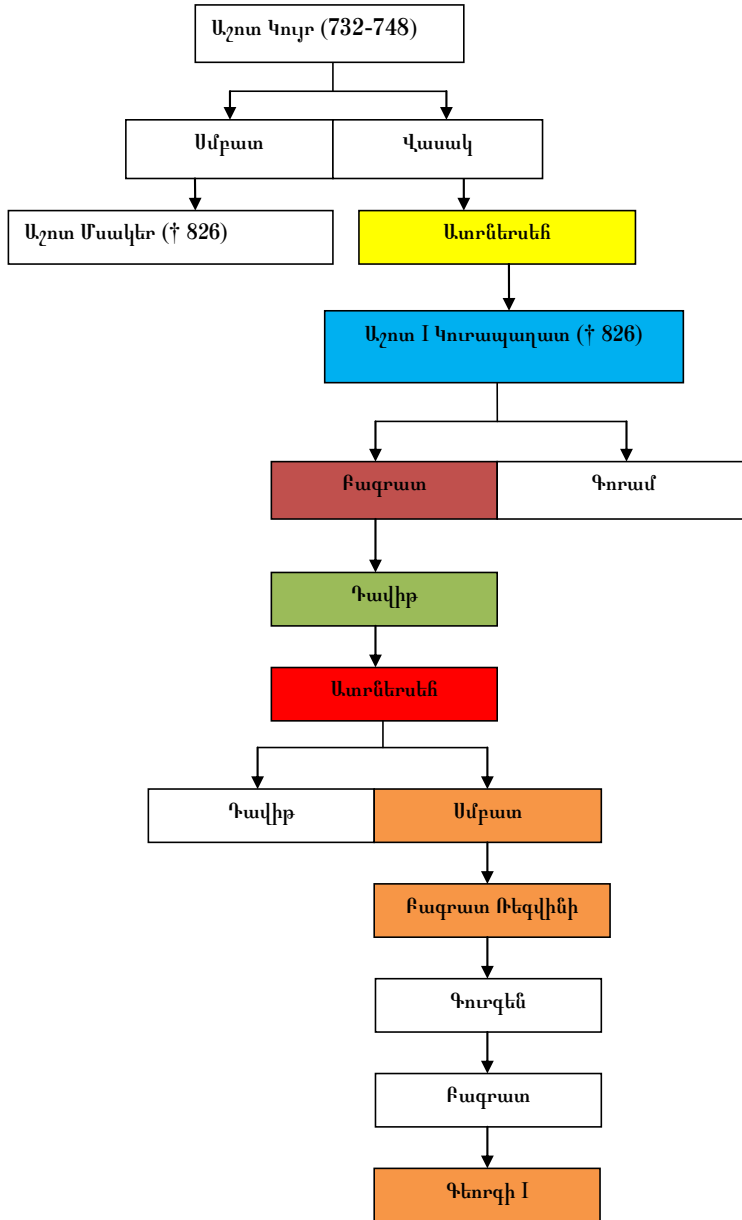 Աշոտ Կույր (732-748)
Սմբատ
Վասակ
Աշոտ Մսակեր († 826)
Ատրներսեհ
Աշոտ I Կուրապաղատ († 826)
Բագրատ
Գորամ
Դավիթ
Ատրներսեհ
Դավիթ
Սմբատ
Բագրատ Ռեգվինի
Գուրգեն
Բագրատ
Գեորգի I